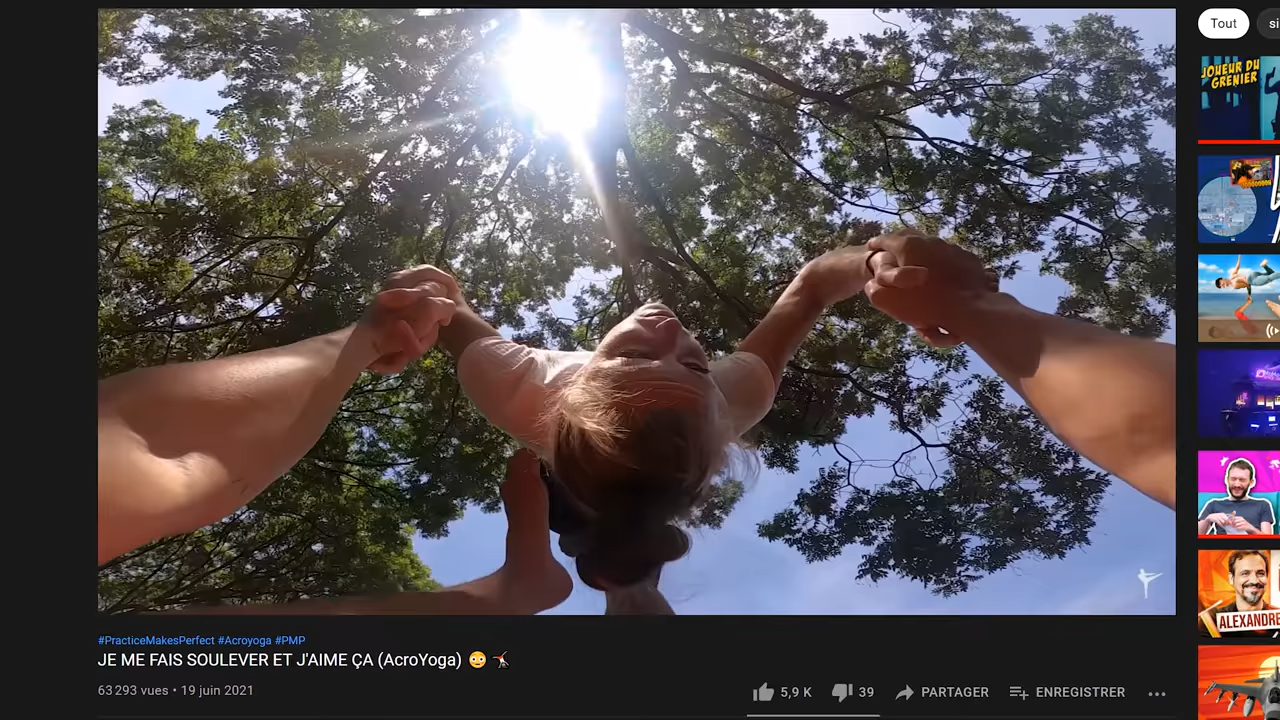 Tout
JOUEUR DU
GRENIER
#PracticeMakesPerfect #Acroyoga #PMP
JE ME FAIS SOULEVER ET J'AIME ÇA (AcroYoga)
63 293 vues • 19 juin 2021
5,9 K
39
PARTAGER
ENREGISTRER
ALEXANDRE